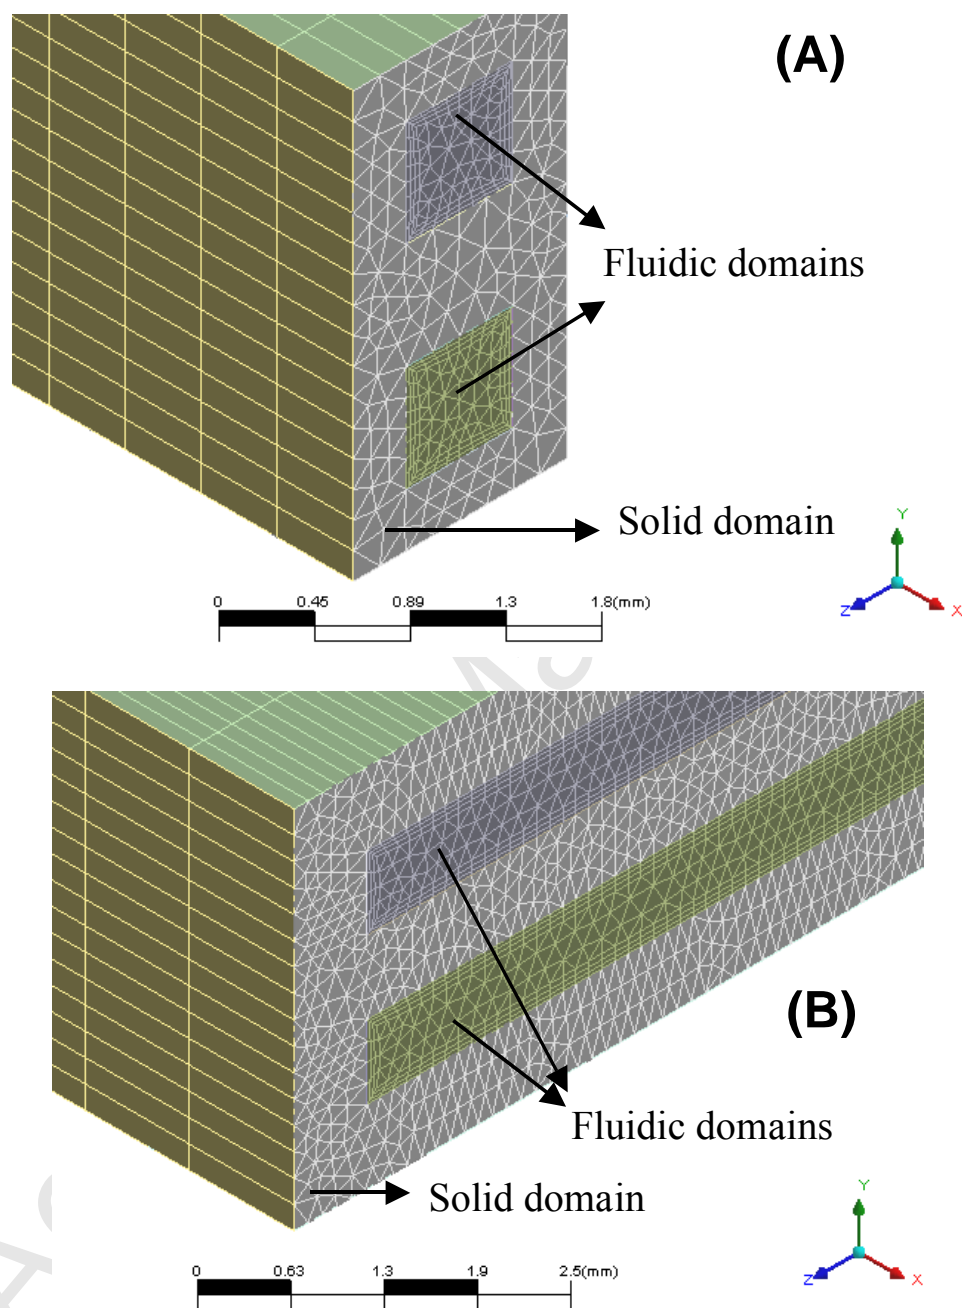 (A)
Fluidic domains
Solid domain
0 0.45 0.89 1.3 1.8(mm)
Y
Z X
(B)
Fluidic domains
Solid domain
0 0.63 1.3 1.9 2.5(mm)
Y
Z X